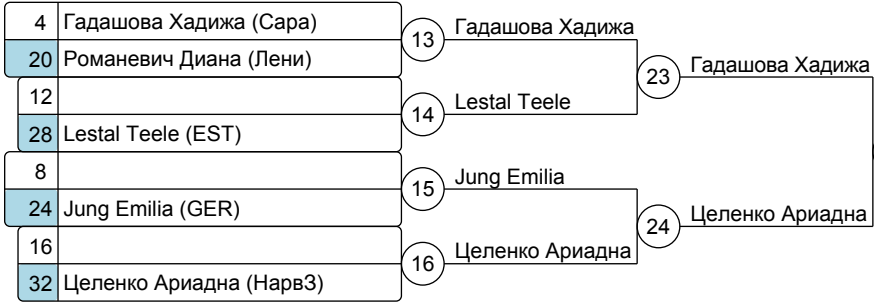 4 Гадашова Хадижа (Сара)
20 Романевич Диана (Лени)
13 Гадашова Хадижа
12
28 Lestal Teele (EST)
14 Lestal Teele
23 Гадашова Хадижа
8
24 Jung Emilia (GER)
15 Jung Emilia
16
32 Целенко Ариадна (НарвЗ)
16 Целенко Ариадна
24 Целенко Ариадна